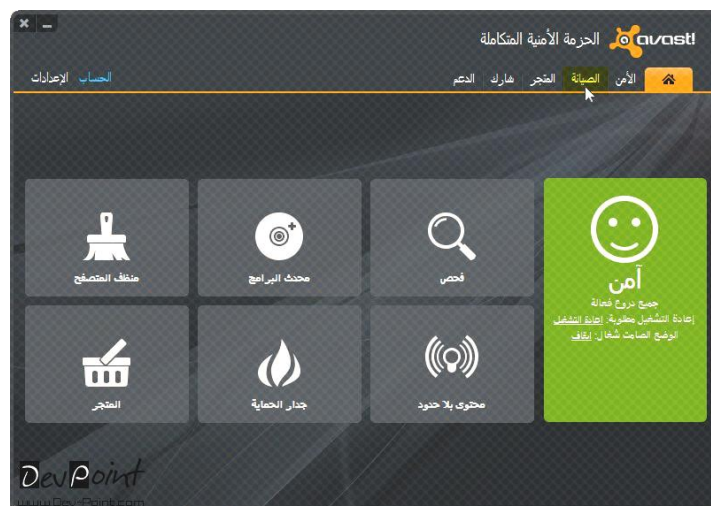 avast! الحزمة الأمنية المتكاملة
الأمن الصيانة المتجر شارك الدعم الحساب الإعدادات
آمن
جميع دروع فعالة
إعادة التشغيل مطلوبة: إعادة التشغيل
الوضع الصامت شغال: إيقاف
فحص
محدث البرامج
منظف المتصفح
محتوى بلا حدود
جدار الحماية
المتجر
DevPoint
www.Dev-Point.com